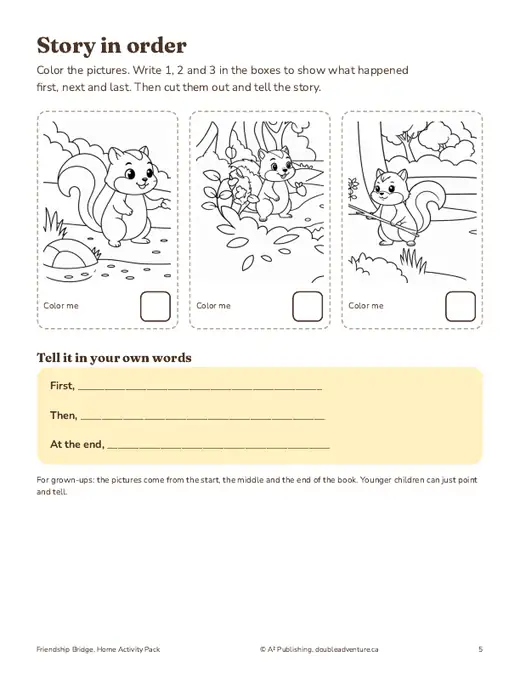 Story in order
Color the pictures. Write 1, 2 and 3 in the boxes to show what happened
first, next and last. Then cut them out and tell the story.
Color me
Color me
Color me
Tell it in your own words
First, ___
Then, ___
At the end, ___
For grown-ups: the pictures come from the start, the middle and the end of the book. Younger children can just point
and tell.
Friendship Bridge, Home Activity Pack
© A² Publishing, doubleadventure.ca
5